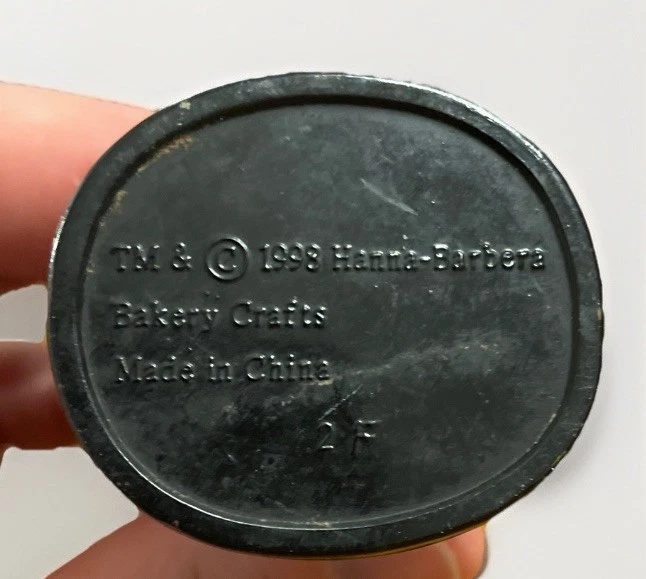 TM & © 1998 Hanna-Barbera
Bakery Crafts
Made in China
2 F